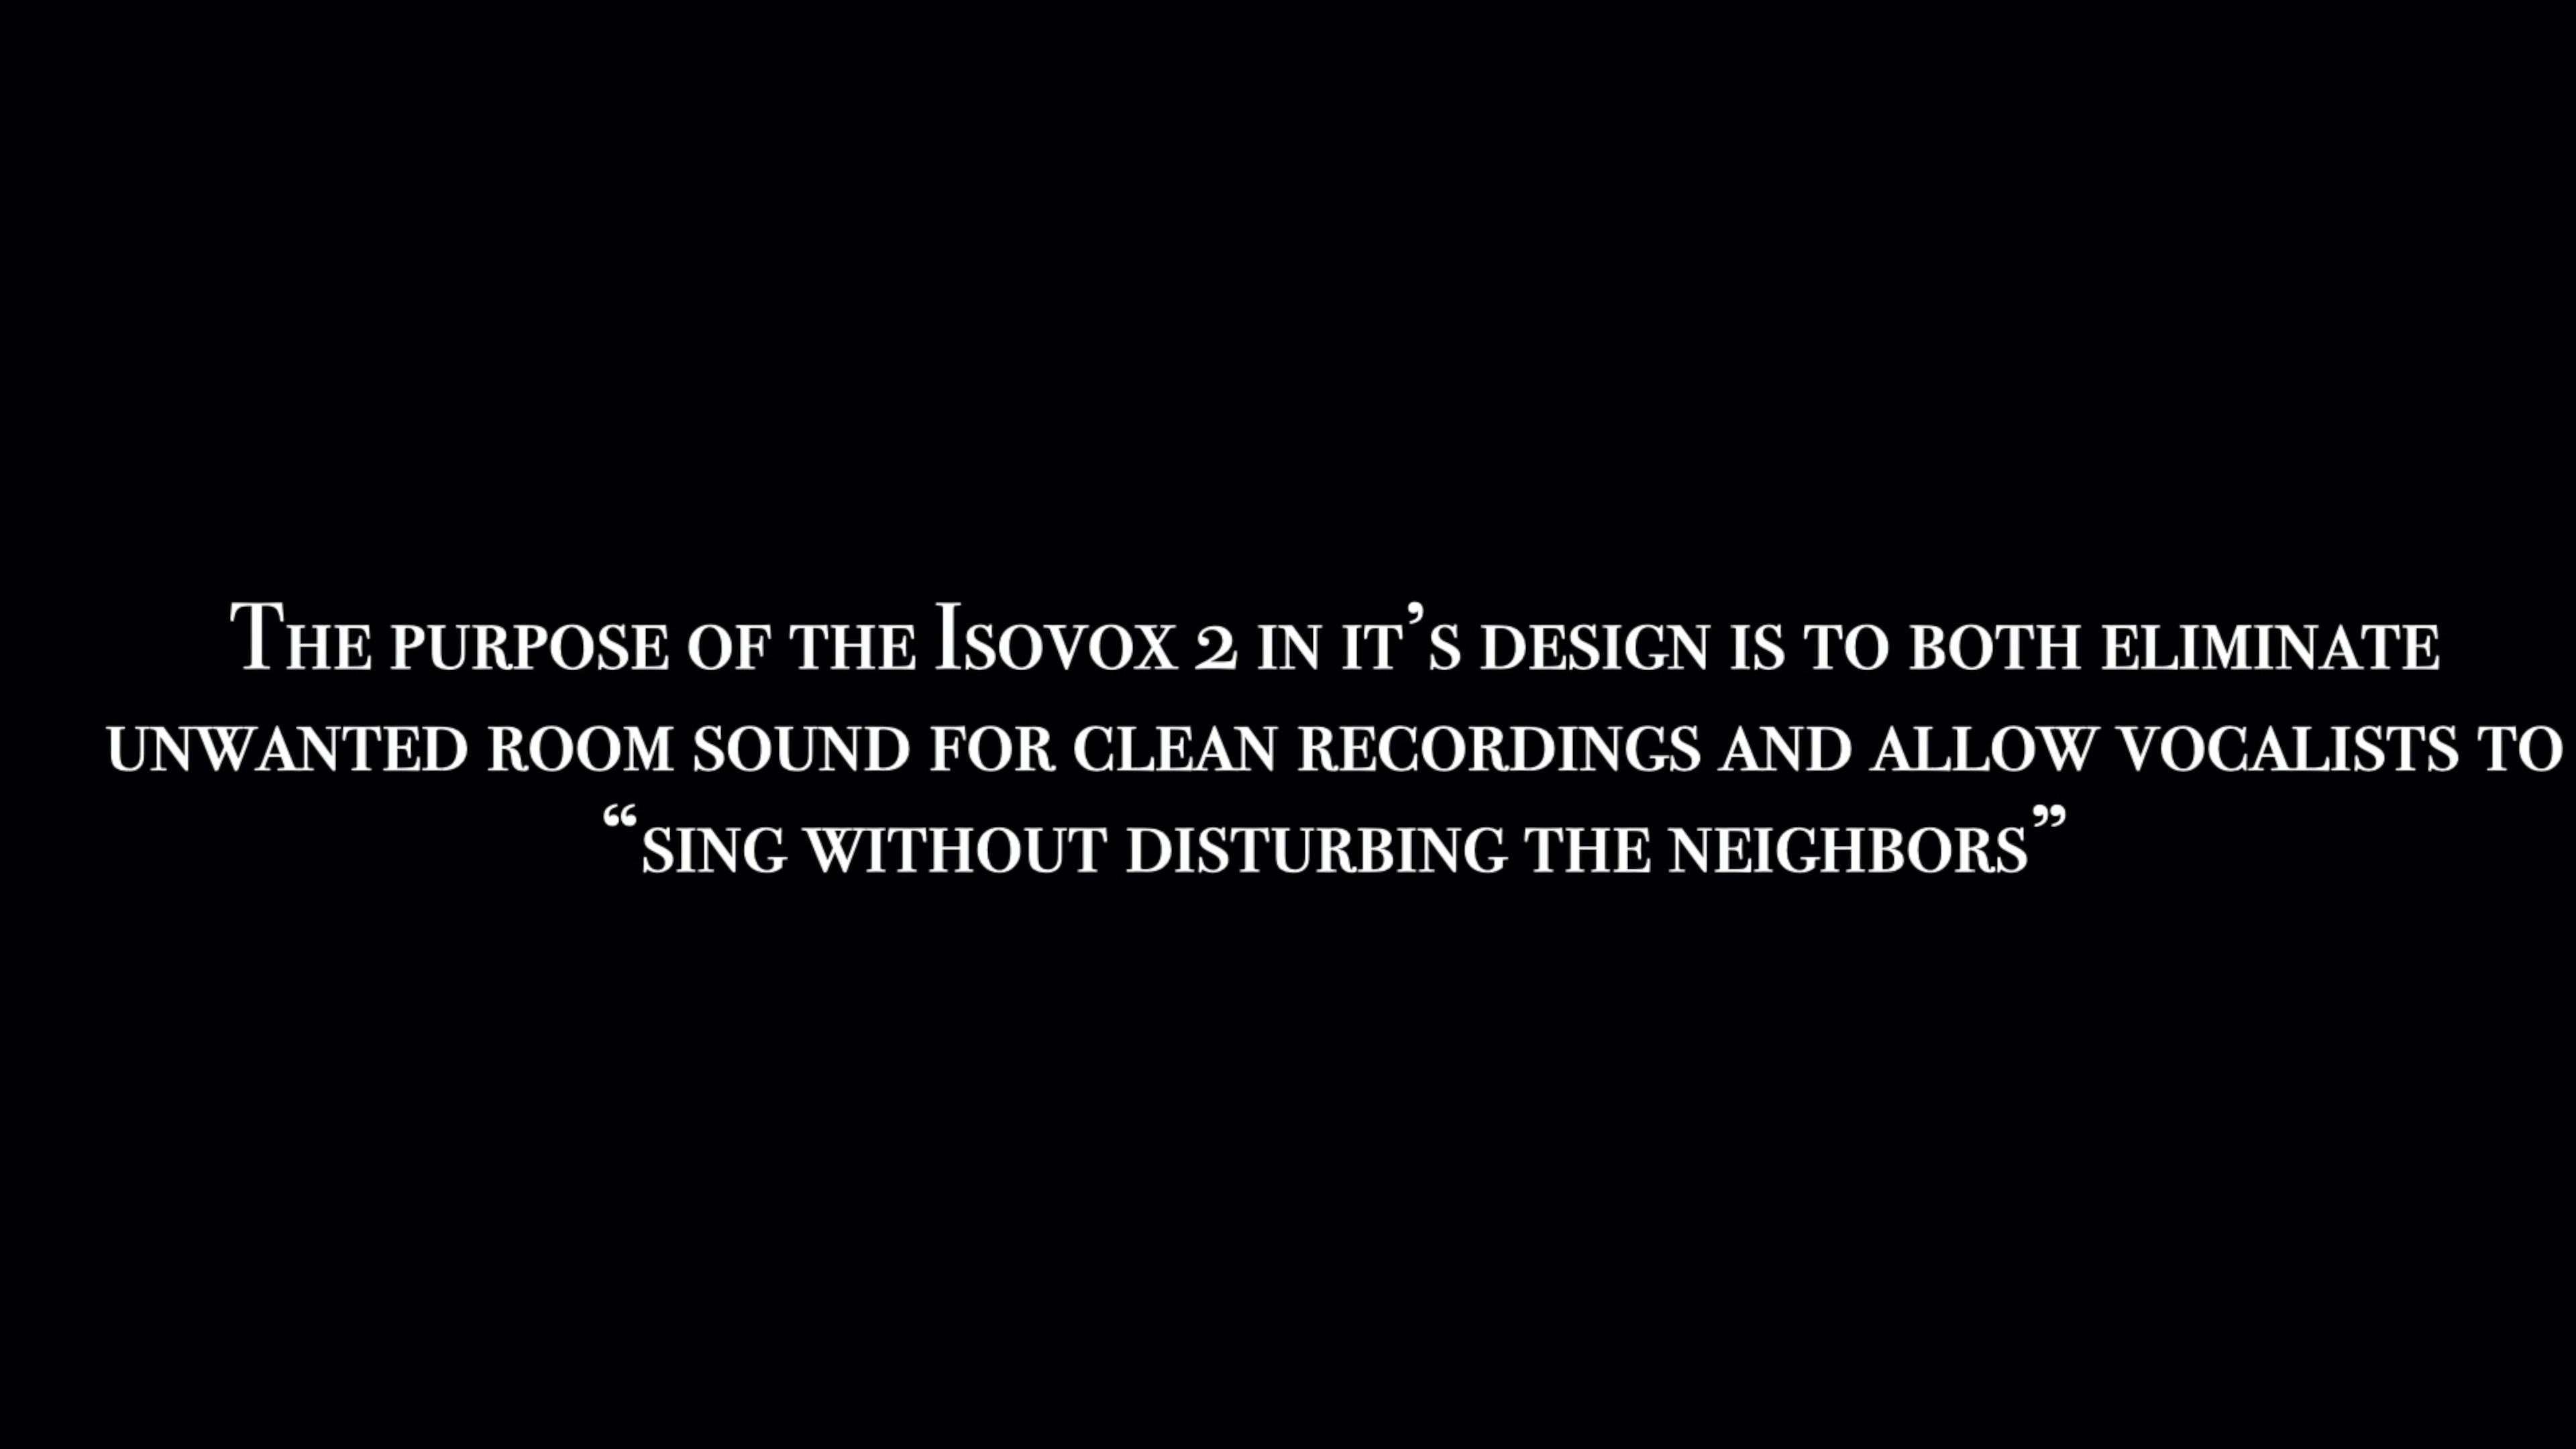 The purpose of the Isovox 2 in it’s design is to both eliminate
unwanted room sound for clean recordings and allow vocalists to
“sing without disturbing the neighbors”